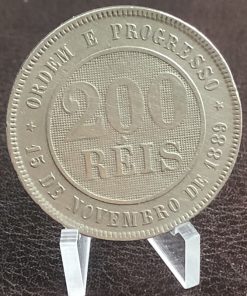 ORDEM E PROGRESSO
200
RÉIS
15 DE NOVEMBRO DE 1889